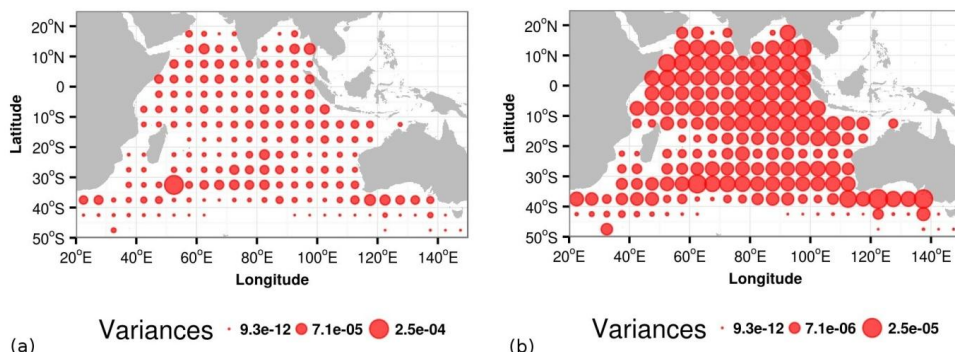 20°N
10°N
0
10°S
20°S
30°S
40°S
50°S
Latitude
20°E 40°E 60°E 80°E 100°E 120°E 140°E
Longitude
Variances 9.3e-12 7.1e-05 2.5e-04
(a)
20°N
10°N
0
10°S
20°S
30°S
40°S
50°S
Latitude
20°E 40°E 60°E 80°E 100°E 120°E 140°E
Longitude
Variances 9.3e-12 7.1e-06 2.5e-05
(b)